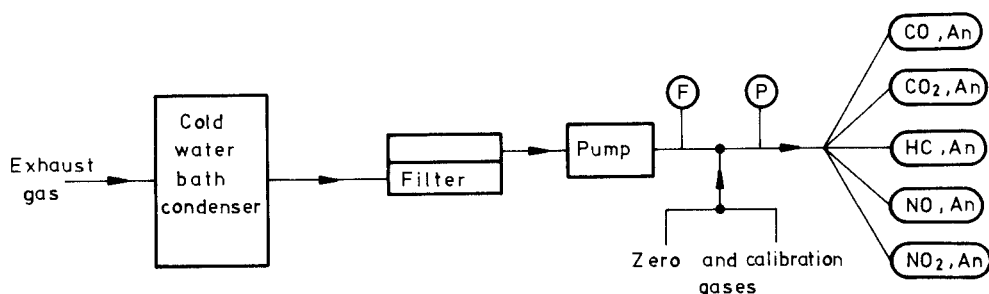 Exhaust
gas
Cold
water
bath
condenser
Filter
Pump
F
P
Zero and calibration
gases
CO, An
CO₂, An
HC, An
NO, An
NO₂, An